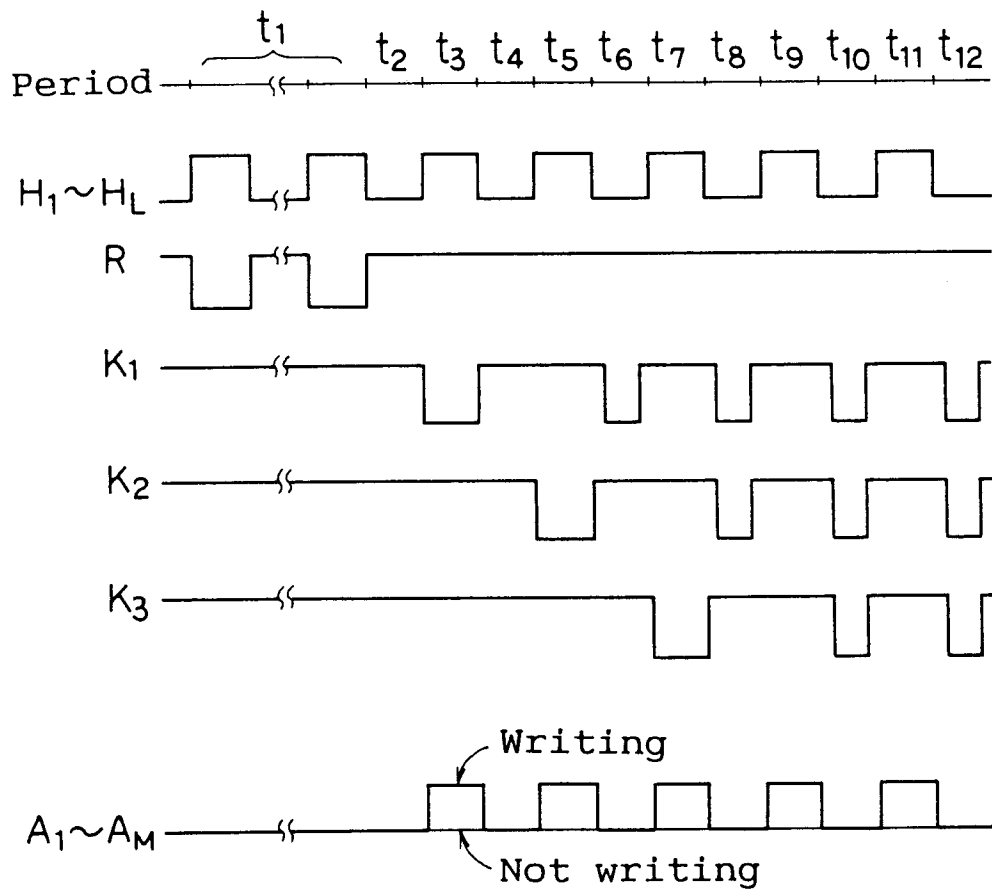 t1 t2 t3 t4 t5 t6 t7 t8 t9 t10 t11 t12
Period
H1~HL
R
K1
K2
K3
Writing
A1~AM
Not writing